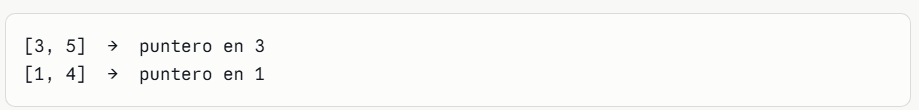 [3, 5]  →  puntero en 3
[1, 4]  →  puntero en 1